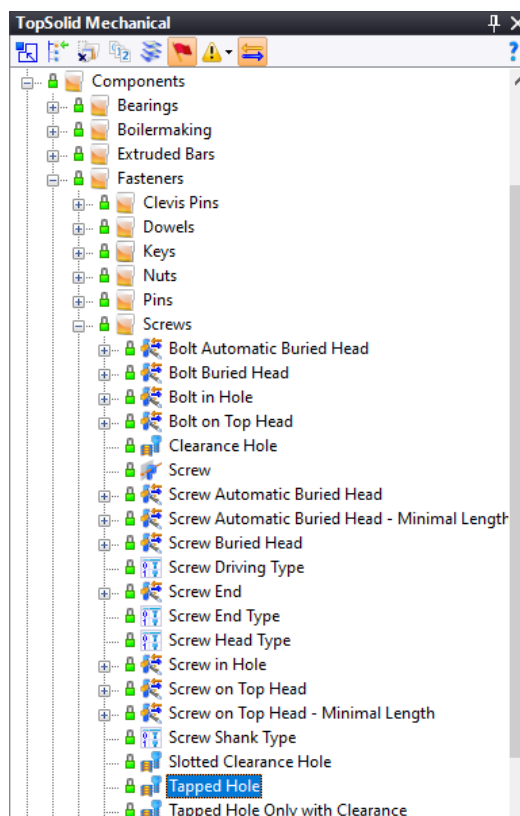 TopSolid Mechanical
?
Components
Bearings
Boilermaking
Extruded Bars
Fasteners
Clevis Pins
Dowels
Keys
Nuts
Pins
Screws
Bolt Automatic Buried Head
Bolt Buried Head
Bolt in Hole
Bolt on Top Head
Clearance Hole
Screw
Screw Automatic Buried Head
Screw Automatic Buried Head - Minimal Length
Screw Buried Head
Screw Driving Type
Screw End
Screw End Type
Screw Head Type
Screw in Hole
Screw on Top Head
Screw on Top Head - Minimal Length
Screw Shank Type
Slotted Clearance Hole
Tapped Hole
Tapped Hole Only with Clearance